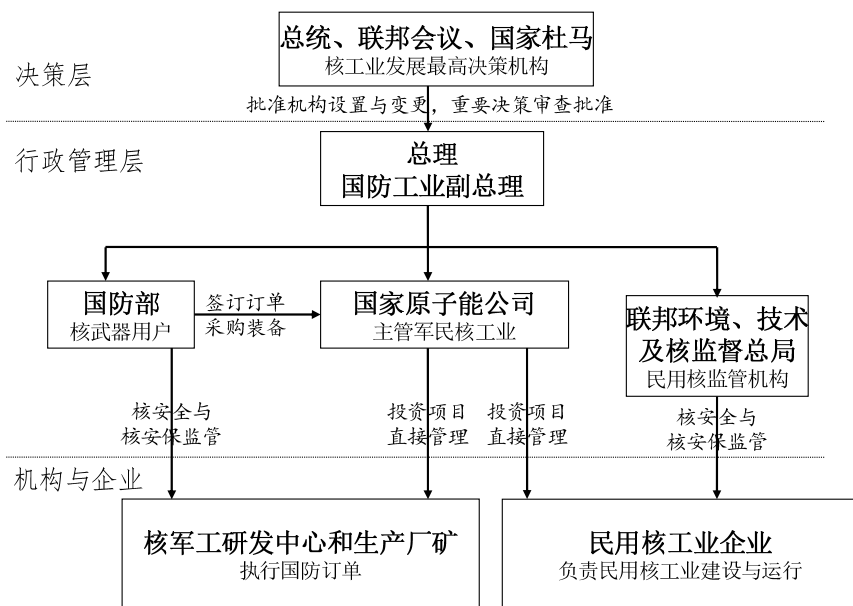 总统、联邦会议、国家杜马
核工业发展最高决策机构
决策层
批准机构设置与变更，重要决策审查批准
行政管理层
总理
国防工业副总理
国防部
核武器用户
签订订单
采购装备
国家原子能公司
主管军民核工业
联邦环境、技术
及核监督总局
民用核监管机构
核安全与
核安保监管
投资项目
直接管理
投资项目
直接管理
核安全与
核安保监管
机构与企业
核军工研发中心和生产厂矿
执行国防订单
民用核工业企业
负责民用核工业建设与运行